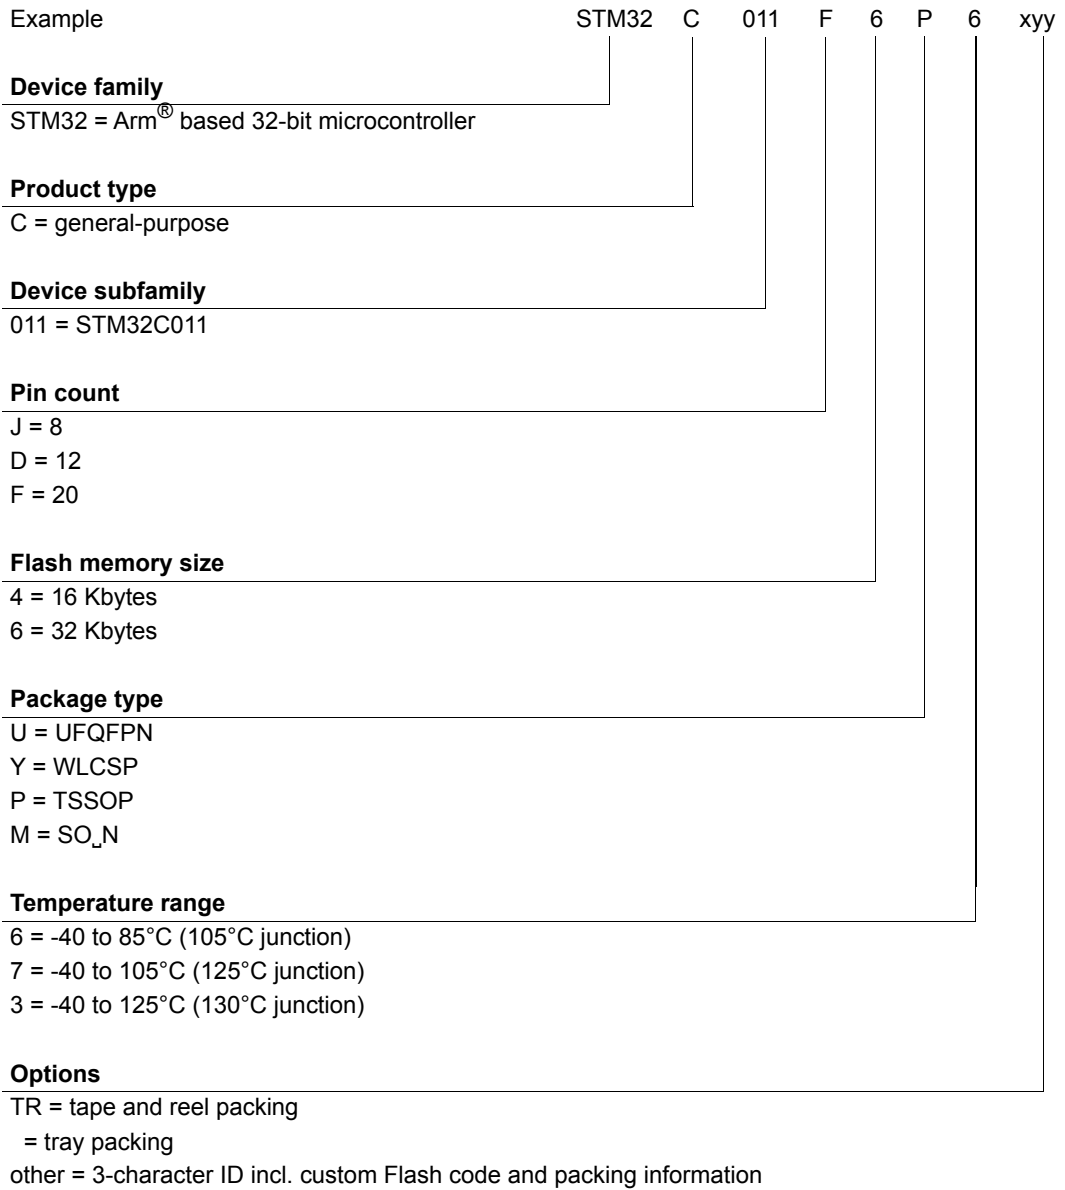 Example STM32 C 011 F 6 P 6 xyy
Device family
STM32 = Arm® based 32-bit microcontroller
Product type
C = general-purpose
Device subfamily
011 = STM32C011
Pin count
J = 8
D = 12
F = 20
Flash memory size
4 = 16 Kbytes
6 = 32 Kbytes
Package type
U = UFQFPN
Y = WLCSP
P = TSSOP
M = SO␣N
Temperature range
6 = -40 to 85°C (105°C junction)
7 = -40 to 105°C (125°C junction)
3 = -40 to 125°C (130°C junction)
Options
TR = tape and reel packing
= tray packing
other = 3-character ID incl. custom Flash code and packing information